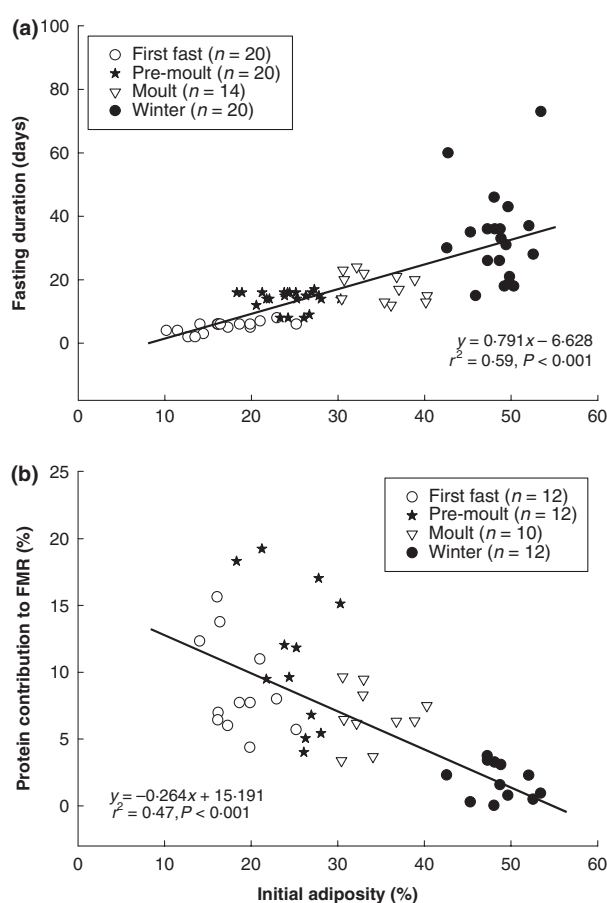 (a)
100
80
60
40
20
0
Fasting duration (days)
First fast (n = 20)
Pre-moult (n = 20)
Moult (n = 14)
Winter (n = 20)
y = 0·791x – 6·628
r² = 0·59, P < 0·001
0 10 20 30 40 50 60
(b)
25
20
15
10
5
0
Protein contribution to FMR (%)
First fast (n = 12)
Pre-moult (n = 12)
Moult (n = 10)
Winter (n = 12)
y = –0·264x + 15·191
r² = 0·47, P < 0·001
0 10 20 30 40 50 60
Initial adiposity (%)